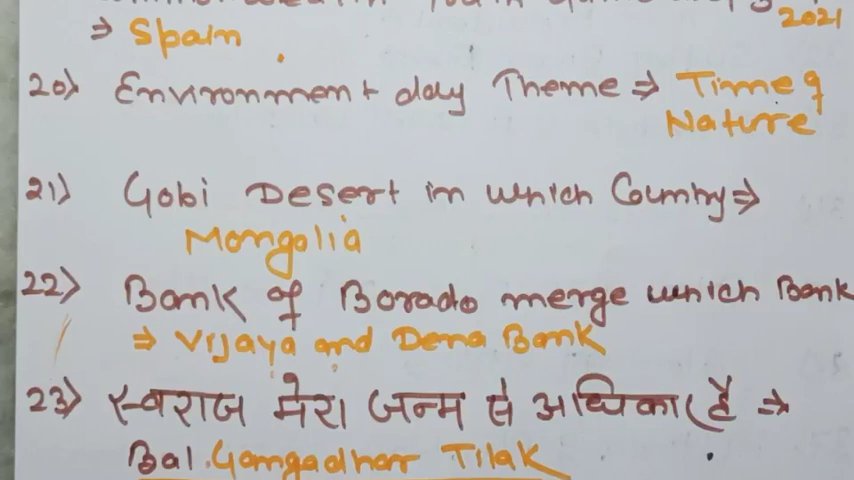 2021
⇒ Spain
20) Environment day Theme ⇒ Time of
Nature
21) Gobi Desert in which Country ⇒
Mongolia
22) Bank of Borado merge which Bank
⇒ Vijaya and Dena Bank
23) स्वराज मेरा जन्म से अधिकार है ⇒
Bal Gangadhar Tilak